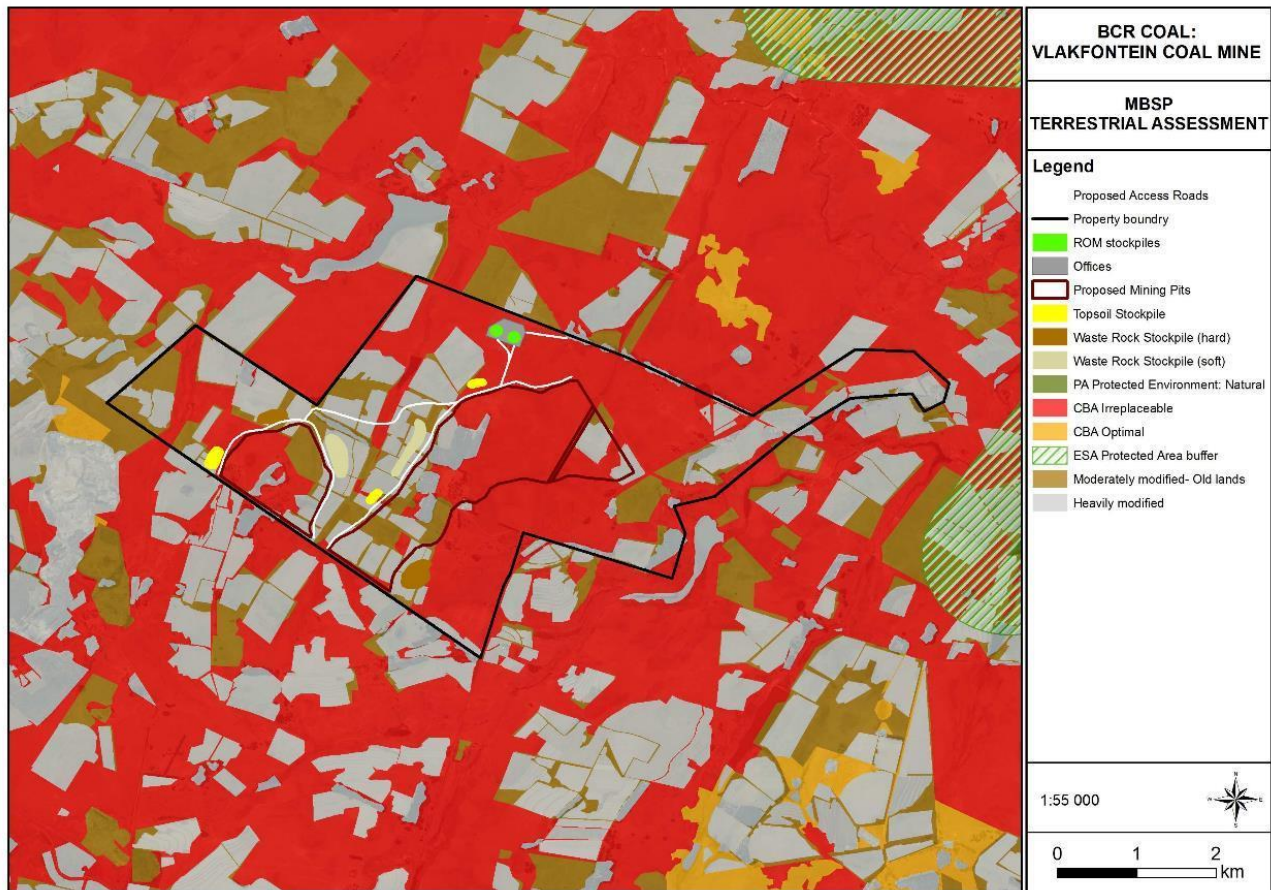 BCR COAL:
VLAKFONTEIN COAL MINE
MBSP
TERRESTRIAL ASSESSMENT
Legend
Proposed Access Roads
Property boundry
ROM stockpiles
Offices
Proposed Mining Pits
Topsoil Stockpile
Waste Rock Stockpile (hard)
Waste Rock Stockpile (soft)
PA Protected Environment: Natural
CBA Irreplaceable
CBA Optimal
ESA Protected Area buffer
Moderately modified- Old lands
Heavily modified
1:55 000
0 1 2
km